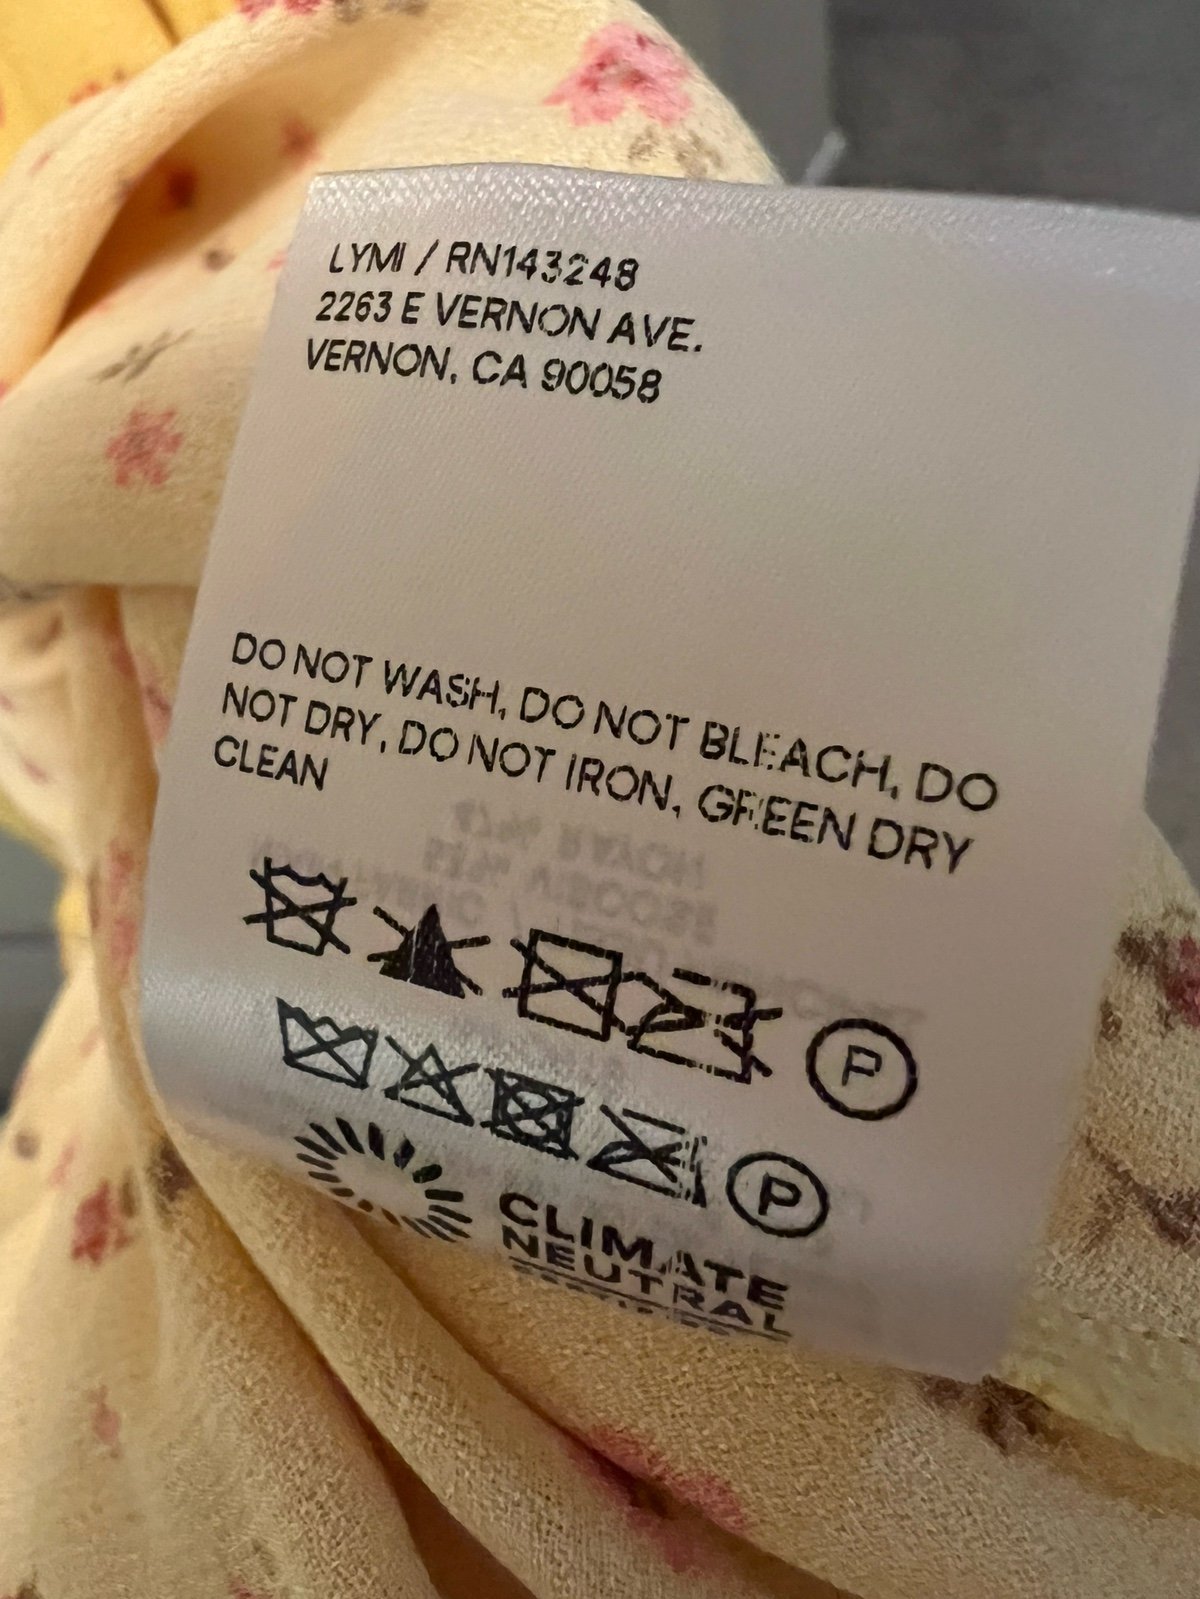 LYMI / RN143248
2263 E VERNON AVE.
VERNON, CA 90058
DO NOT WASH, DO NOT BLEACH, DO
NOT DRY, DO NOT IRON, GREEN DRY
CLEAN
P
P
CLIMATE
NEUTRAL